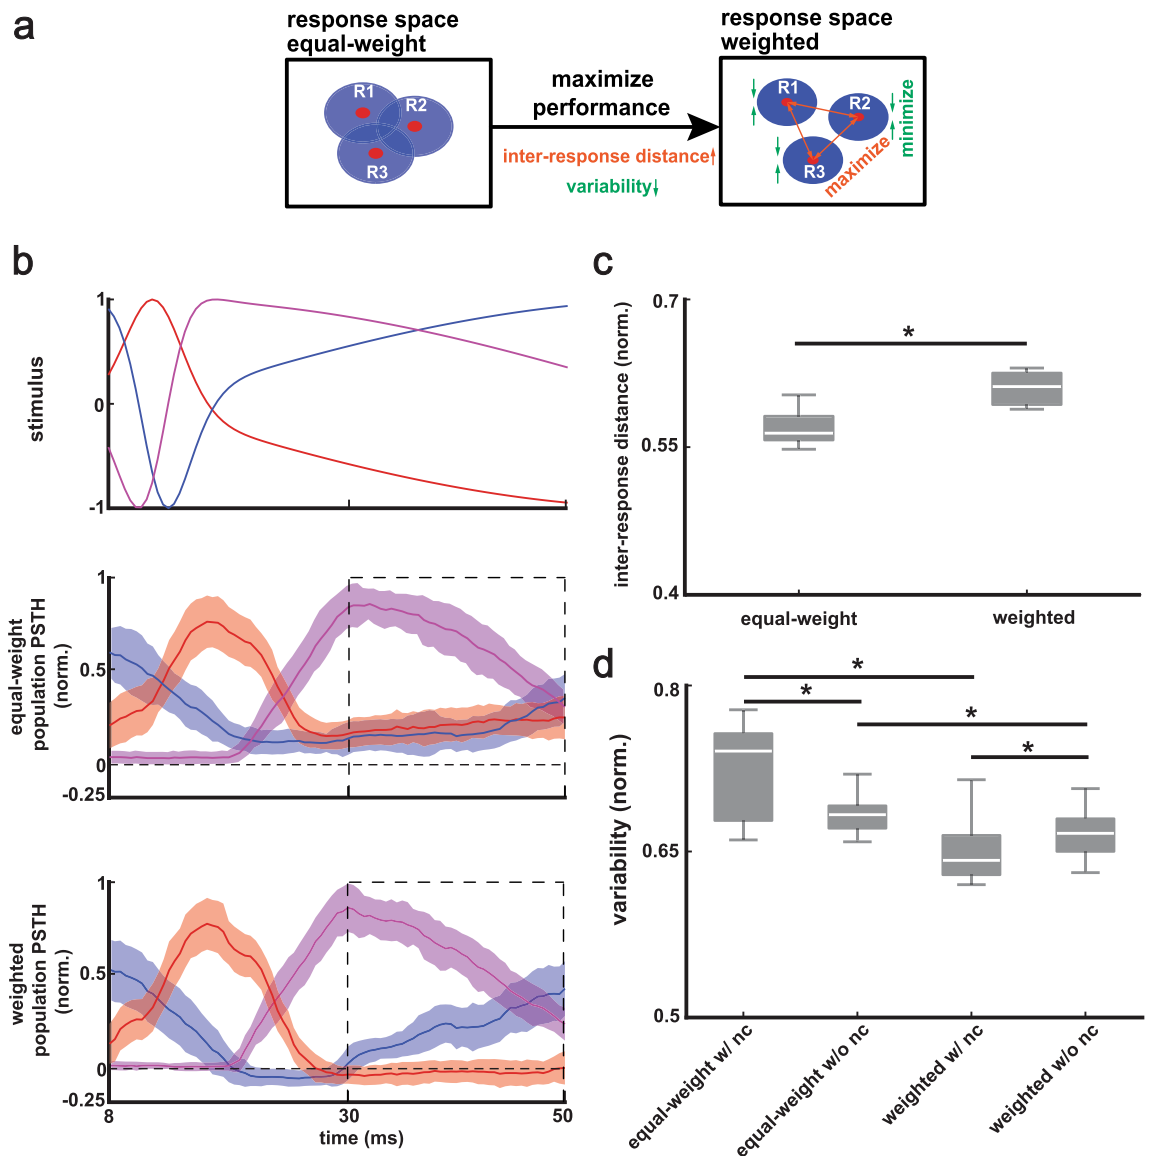 a
response space
equal-weight
R1
R2
R3
maximize
performance
inter-response distance↑
variability↓
response space
weighted
R1
R2
R3
maximize
minimize
b
stimulus
1
0
-1
equal-weight
population PSTH
(norm.)
1
0.5
0
-0.25
weighted
population PSTH
(norm.)
1
0.5
0
-0.25
8
30
50
time (ms)
c
inter-response distance (norm.)
0.7
0.55
0.4
*
equal-weight
weighted
d
variability (norm.)
0.8
0.65
0.5
*
*
*
*
equal-weight w/ nc
equal-weight w/o nc
weighted w/ nc
weighted w/o nc